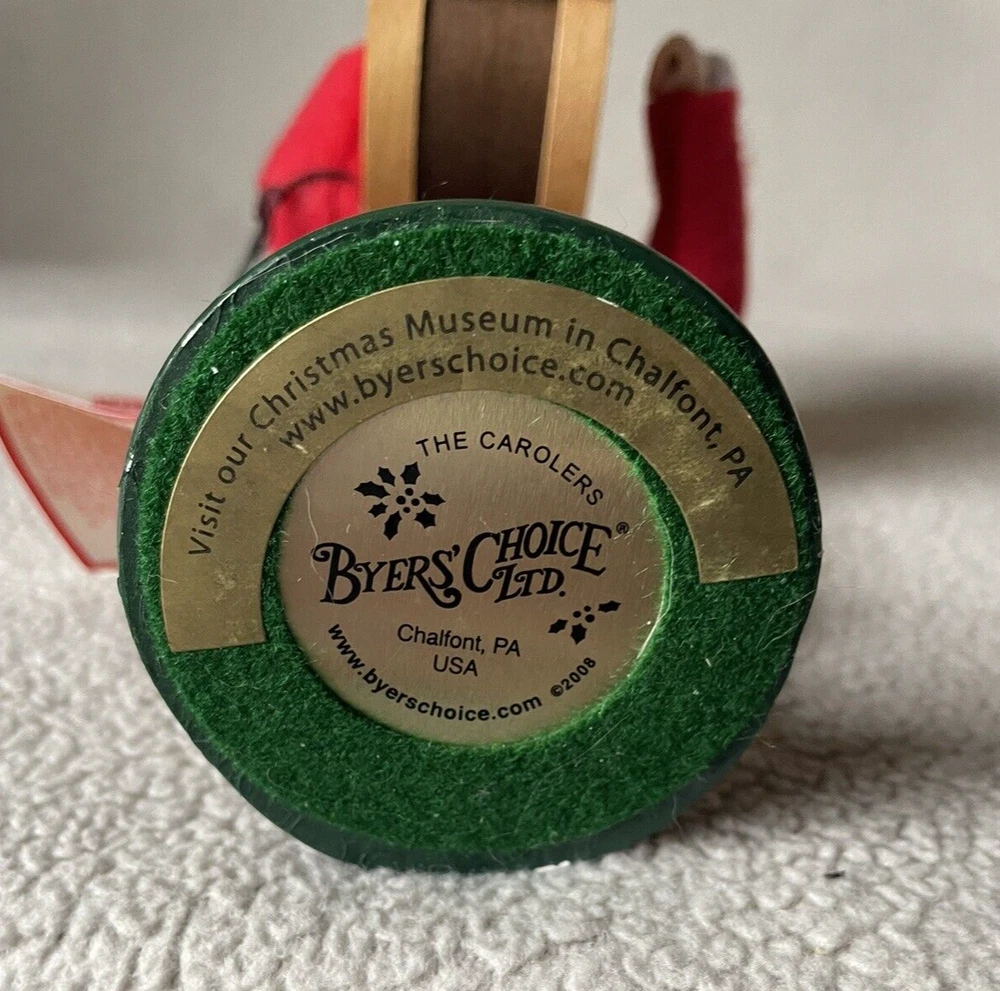 Visit our Christmas Museum in Chalfont, PA
www.byerschoice.com
THE CAROLERS
BYERS' CHOICE®
LTD.
Chalfont, PA
USA
www.byerschoice.com ©2008